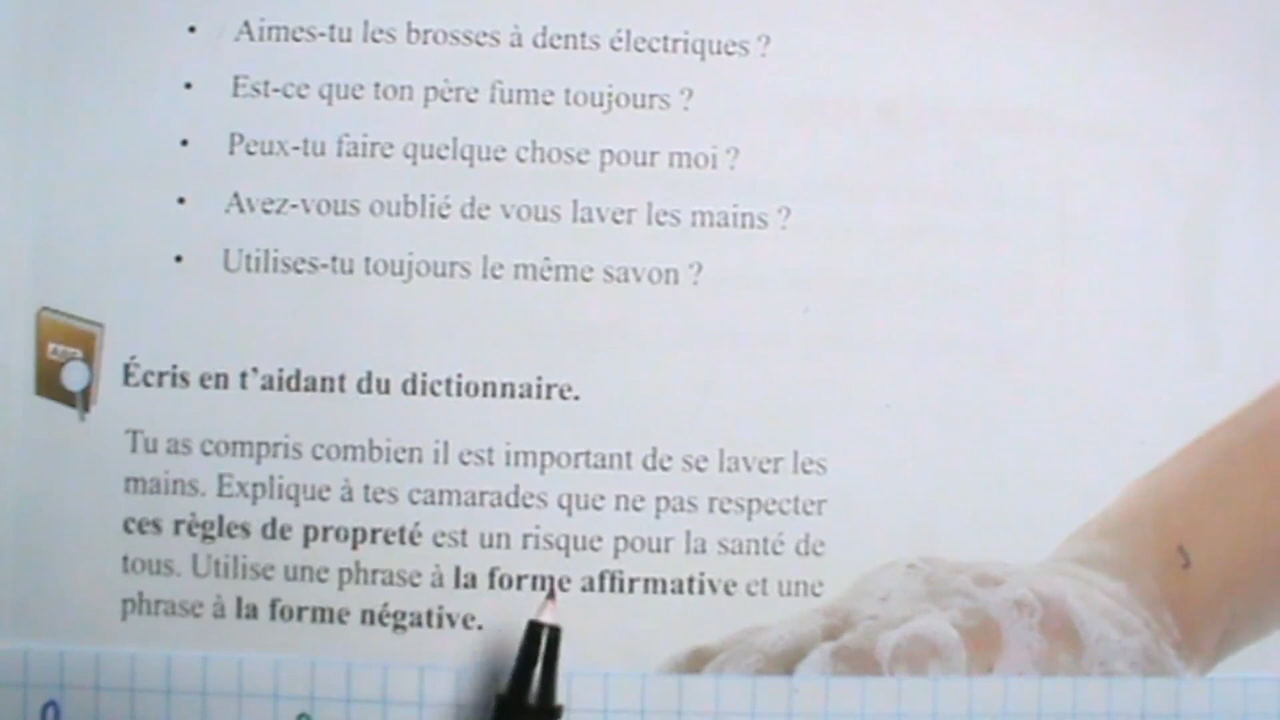 • Aimes-tu les brosses à dents électriques ?
• Est-ce que ton père fume toujours ?
• Peux-tu faire quelque chose pour moi ?
• Avez-vous oublié de vous laver les mains ?
• Utilises-tu toujours le même savon ?
ABC
Écris en t'aidant du dictionnaire.
Tu as compris combien il est important de se laver les
mains. Explique à tes camarades que ne pas respecter
ces règles de propreté est un risque pour la santé de
tous. Utilise une phrase à la forme affirmative et une
phrase à la forme négative.